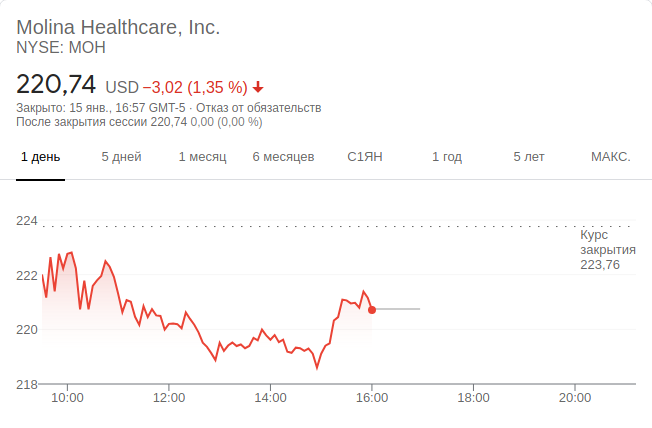 Molina Healthcare, Inc.
NYSE: MOH
220,74 USD −3,02 (1,35 %)
Закрыто: 15 янв., 16:57 GMT-5 · Отказ от обязательств
После закрытия сессии 220,74 0,00 (0,00 %)
1 день 5 дней 1 месяц 6 месяцев С1ЯН 1 год 5 лет МАКС.
224
Курс
закрытия
223,76
222
220
218
10:00 12:00 14:00 16:00 18:00 20:00